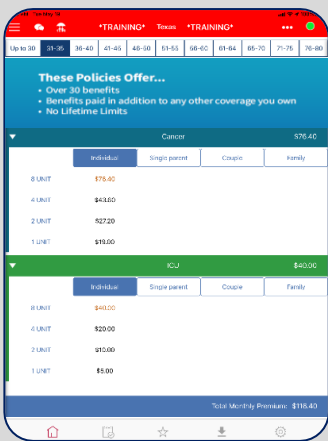 *TRAINING* Texas *TRAINING*
Up to 30 31-35 36-40 41-45 46-50 51-55 56-60 61-64 65-70 71-75 76-80
These Policies Offer...
• Over 30 benefits
• Benefits paid in addition to any other coverage you own
• No Lifetime Limits
Cancer $76.40
Individual Single parent Couple Family
8 UNIT $76.40
4 UNIT $43.60
2 UNIT $27.20
1 UNIT $19.00
ICU $40.00
Individual Single parent Couple Family
8 UNIT $40.00
4 UNIT $20.00
2 UNIT $10.00
1 UNIT $5.00
Total Monthly Premium: $116.40